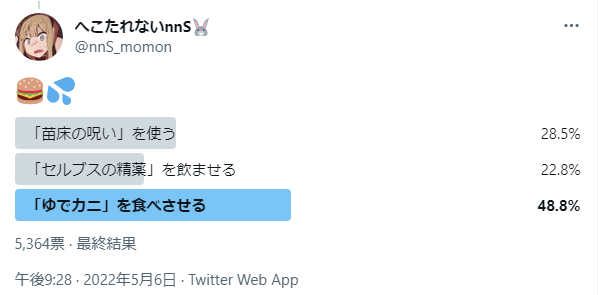 へこたれないnnS🐰
@nnS_momon
🍔💦
「苗床の呪い」を使う 28.5%
「セルブスの精薬」を飲ませる 22.8%
「ゆでカニ」を食べさせる 48.8%
5,364票 · 最終結果
午後9:28 · 2022年5月6日 · Twitter Web App